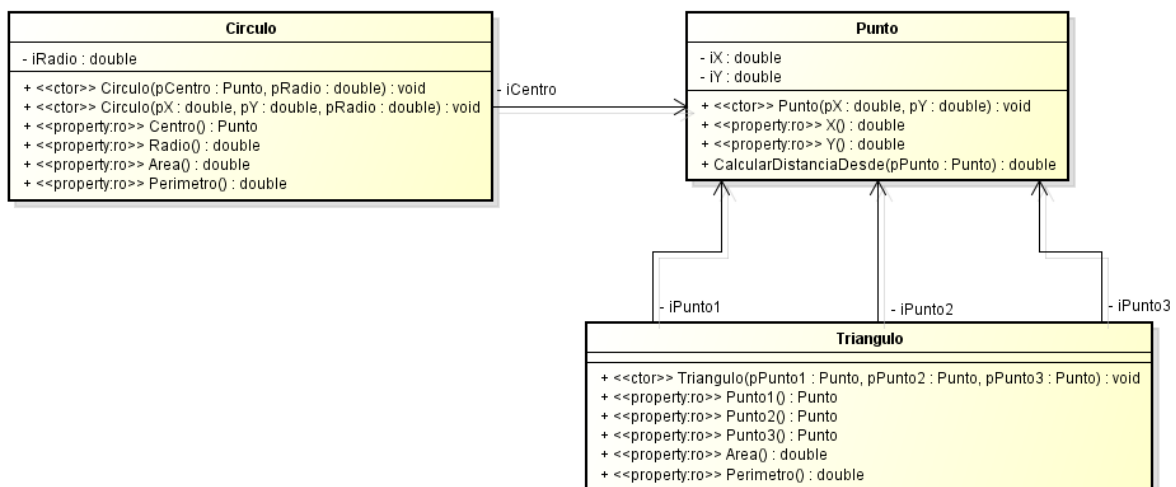 Circulo
- iRadio : double
+ <<ctor>> Circulo(pCentro : Punto, pRadio : double) : void
+ <<ctor>> Circulo(pX : double, pY : double, pRadio : double) : void
+ <<property:ro>> Centro() : Punto
+ <<property:ro>> Radio() : double
+ <<property:ro>> Area() : double
+ <<property:ro>> Perimetro() : double
- iCentro
Punto
- iX : double
- iY : double
+ <<ctor>> Punto(pX : double, pY : double) : void
+ <<property:ro>> X() : double
+ <<property:ro>> Y() : double
+ CalcularDistanciaDesde(pPunto : Punto) : double
- iPunto1
- iPunto2
- iPunto3
Triangulo
+ <<ctor>> Triangulo(pPunto1 : Punto, pPunto2 : Punto, pPunto3 : Punto) : void
+ <<property:ro>> Punto1() : Punto
+ <<property:ro>> Punto2() : Punto
+ <<property:ro>> Punto3() : Punto
+ <<property:ro>> Area() : double
+ <<property:ro>> Perimetro() : double